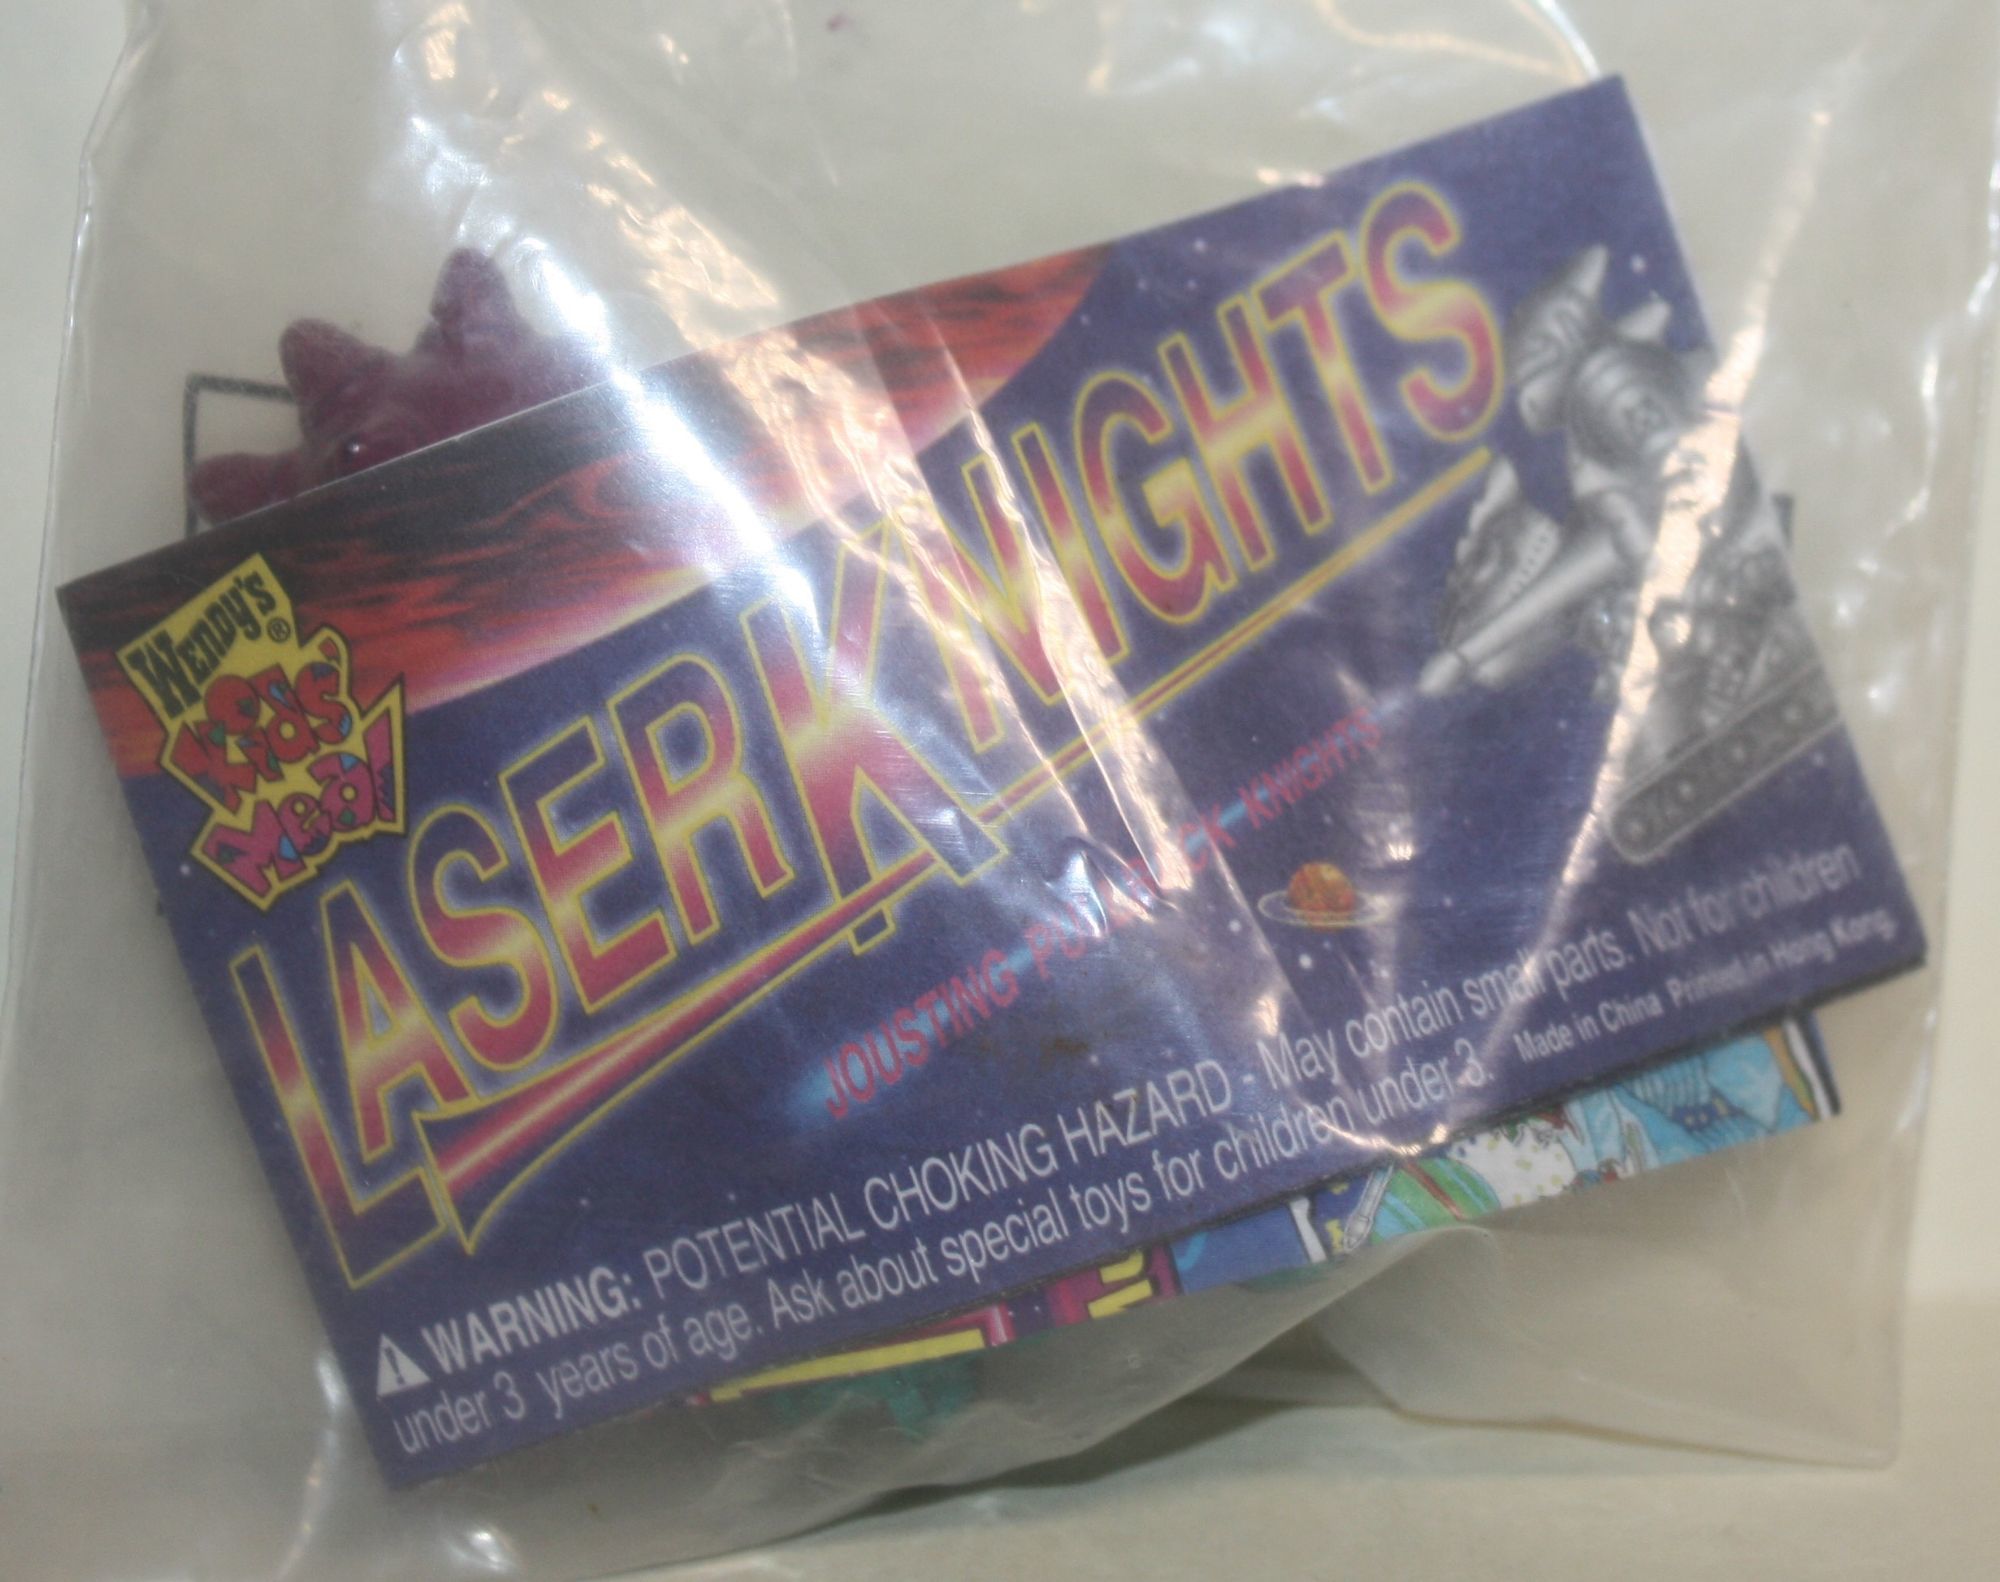 WENDY'S®
Kids'
Meal
LASER KNIGHTS
JOUSTING PULLBACK KNIGHTS
WARNING: POTENTIAL CHOKING HAZARD - May contain small parts. Not for children
under 3 years of age. Ask about special toys for children under 3. Made in China Printed in Hong Kong.